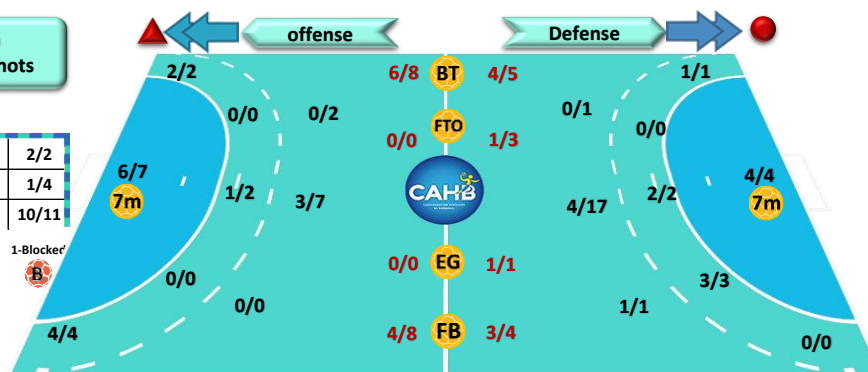 offense
Defense
hots
2/2
6/8
BT
4/5
1/1
0/0
0/2
FTO
0/1
0/0
0/0
1/3
2/2
6/7
4/4
1/4
CAHB
7m
1/2
3/7
4/17
2/2
7m
10/11
1-Blocked
B
0/0
0/0
EG
1/1
3/3
0/0
1/1
4/4
4/8
FB
3/4
0/0